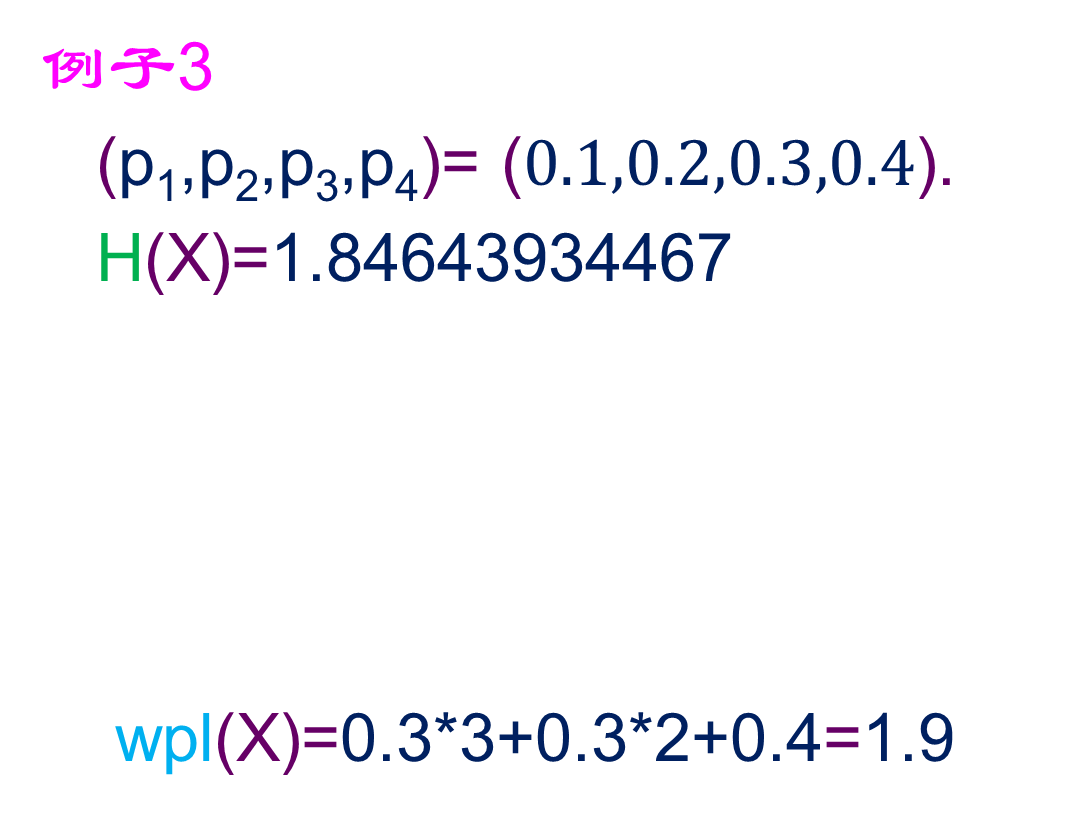 例子3
(p₁,p₂,p₃,p₄)= (0.1,0.2,0.3,0.4).
H(X)=1.84643934467
wpl(X)=0.3*3+0.3*2+0.4=1.9